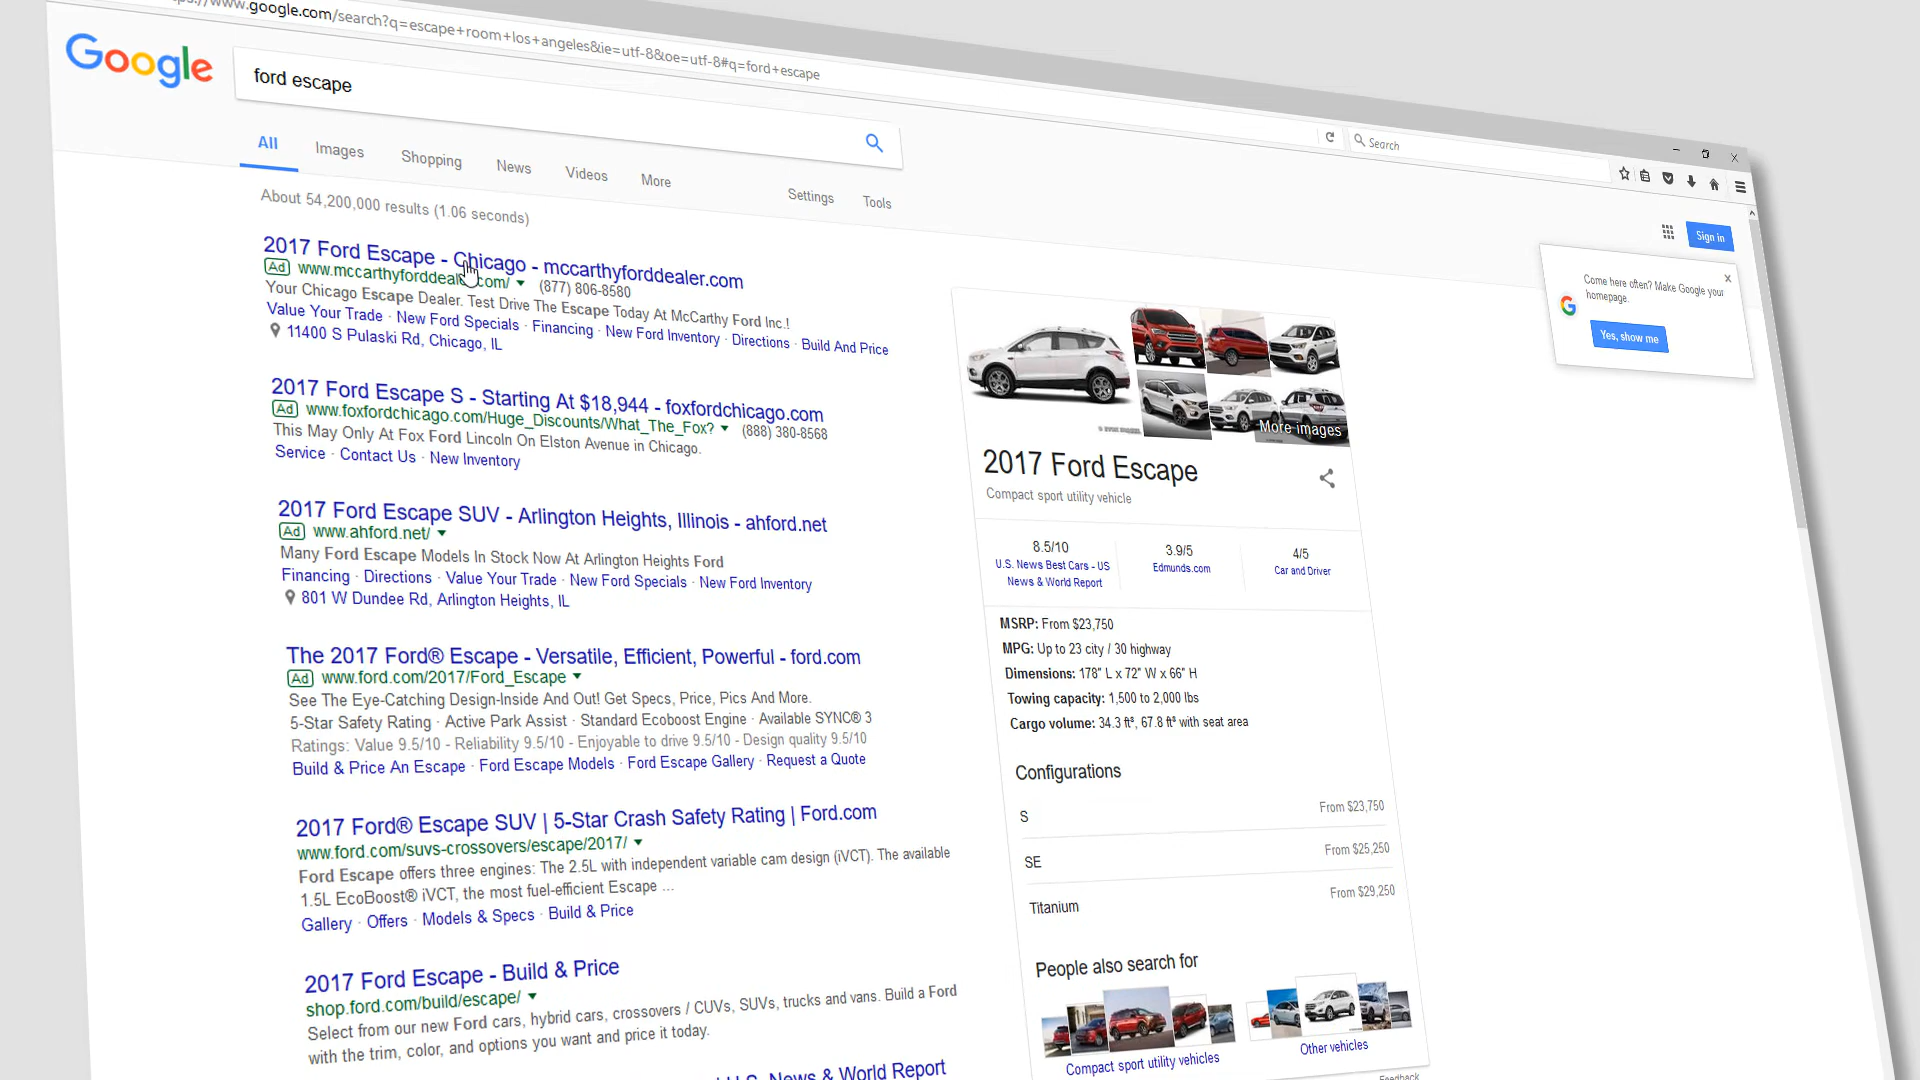 www.google.com/search?q=escape+room+los+angeles&ie=utf-8&oe=utf-8#q=ford+escape
Search
Google
ford escape
All Images Shopping News Videos More Settings Tools
Sign in
About 54,200,000 results (1.06 seconds)
Come here often? Make Google your
homepage.
Yes, show me
2017 Ford Escape - Chicago - mccarthyforddealer.com
Ad www.mccarthyforddealer.com/ (877) 806-8580
Your Chicago Escape Dealer. Test Drive The Escape Today At McCarthy Ford Inc.!
Value Your Trade · New Ford Specials · Financing · New Ford Inventory · Directions · Build And Price
11400 S Pulaski Rd, Chicago, IL
2017 Ford Escape S - Starting At $18,944 - foxfordchicago.com
Ad www.foxfordchicago.com/Huge_Discounts/What_The_Fox? (888) 380-8568
This May Only At Fox Ford Lincoln On Elston Avenue in Chicago.
Service · Contact Us · New Inventory
2017 Ford Escape SUV - Arlington Heights, Illinois - ahford.net
Ad www.ahford.net/
Many Ford Escape Models In Stock Now At Arlington Heights Ford
Financing · Directions · Value Your Trade · New Ford Specials · New Ford Inventory
801 W Dundee Rd, Arlington Heights, IL
The 2017 Ford® Escape - Versatile, Efficient, Powerful - ford.com
Ad www.ford.com/2017/Ford_Escape
See The Eye-Catching Design-Inside And Out! Get Specs, Price, Pics And More.
5-Star Safety Rating · Active Park Assist · Standard Ecoboost Engine · Available SYNC® 3
Ratings: Value 9.5/10 - Reliability 9.5/10 - Enjoyable to drive 9.5/10 - Design quality 9.5/10
Build & Price An Escape · Ford Escape Models · Ford Escape Gallery · Request a Quote
2017 Ford® Escape SUV | 5-Star Crash Safety Rating | Ford.com
www.ford.com/suvs-crossovers/escape/2017/
Ford Escape offers three engines: The 2.5L with independent variable cam design (iVCT). The available
1.5L EcoBoost® iVCT, the most fuel-efficient Escape ...
Gallery · Offers · Models & Specs · Build & Price
2017 Ford Escape - Build & Price
shop.ford.com/build/escape/
Select from our new Ford cars, hybrid cars, crossovers / CUVs, SUVs, trucks and vans. Build a Ford
with the trim, color, and options you want and price it today.
U.S. News & World Report
More images
2017 Ford Escape
Compact sport utility vehicle
8.5/10
U.S. News Best Cars - US
News & World Report
3.9/5
Edmunds.com
4/5
Car and Driver
MSRP: From $23,750
MPG: Up to 23 city / 30 highway
Dimensions: 178" L x 72" W x 66" H
Towing capacity: 1,500 to 2,000 lbs
Cargo volume: 34.3 ft³, 67.8 ft³ with seat area
Configurations
S From $23,750
SE From $25,250
Titanium From $29,250
People also search for
Compact sport utility vehicles
Other vehicles
Feedback